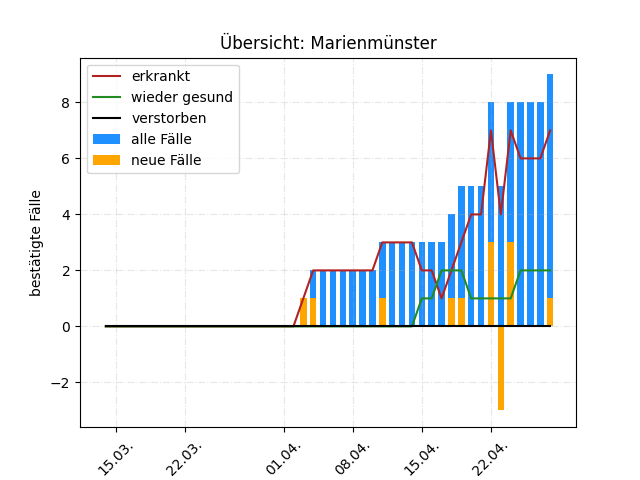 Übersicht: Marienmünster
erkrankt
wieder gesund
verstorben
alle Fälle
neue Fälle
bestätigte Fälle
8
6
4
2
0
−2
15.03.
22.03.
01.04.
08.04.
15.04.
22.04.